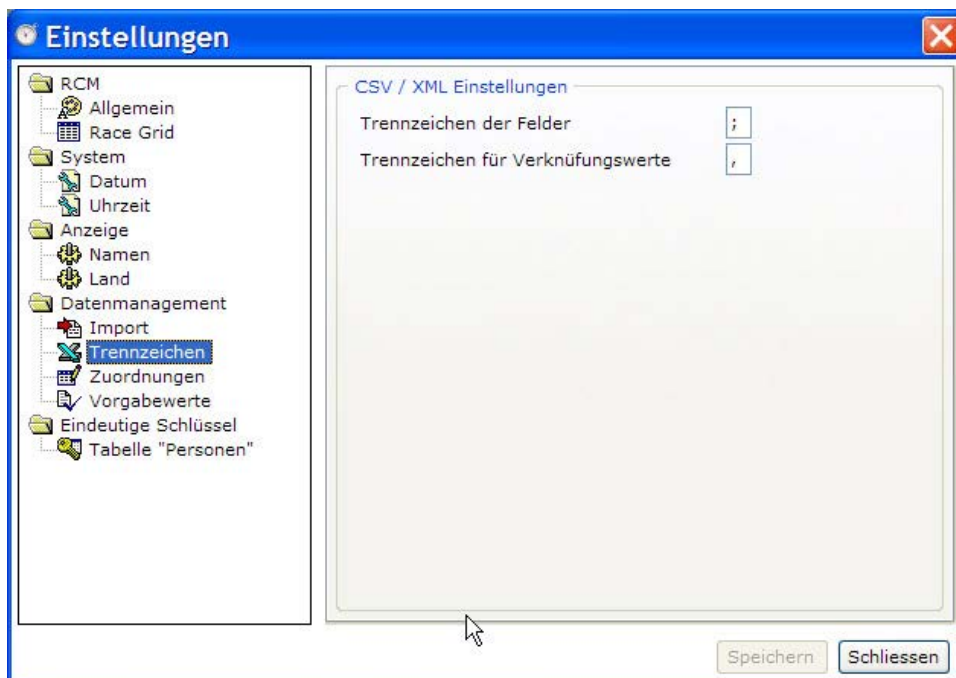 Einstellungen
RCM
Allgemein
Race Grid
System
Datum
Uhrzeit
Anzeige
Namen
Land
Datenmanagement
Import
Trennzeichen
Zuordnungen
Vorgabewerte
Eindeutige Schlüssel
Tabelle "Personen"
CSV / XML Einstellungen
Trennzeichen der Felder ;
Trennzeichen für Verknüfungswerte ,
Speichern Schliessen